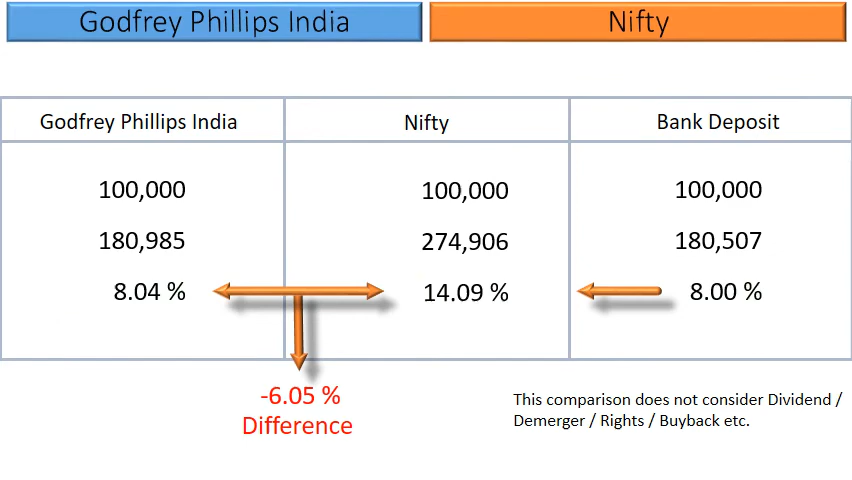 Godfrey Phillips India
Nifty
Godfrey Phillips India
Nifty
Bank Deposit
100,000
100,000
100,000
180,985
274,906
180,507
8.04 %
14.09 %
8.00 %
-6.05 %
Difference
This comparison does not consider Dividend /
Demerger / Rights / Buyback etc.